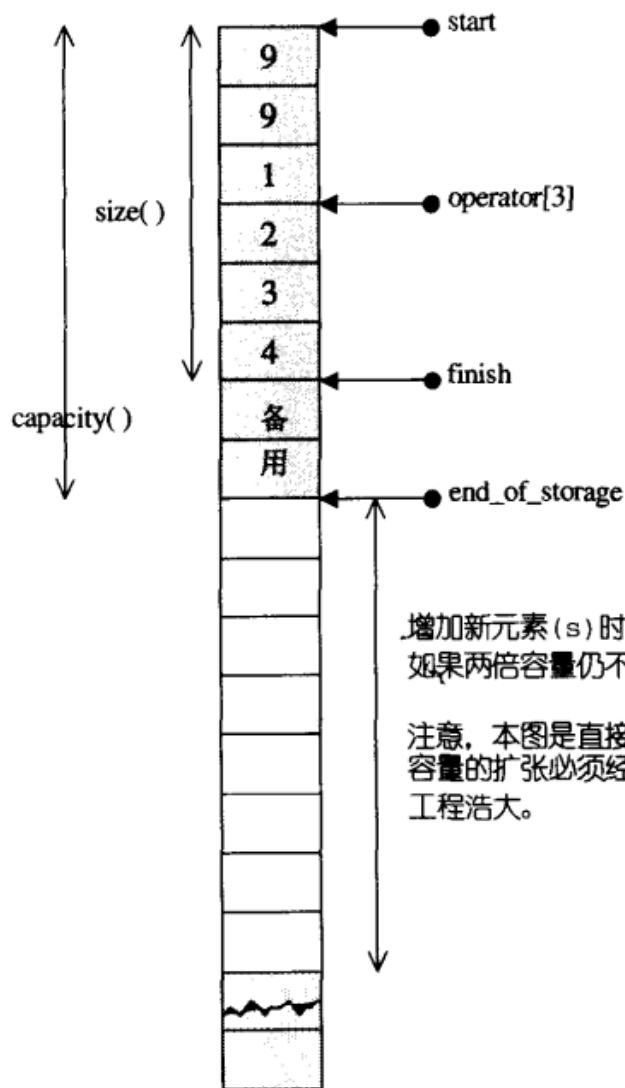 start
9
9
1
operator[3]
size( )
2
3
4
finish
capacity( )
备
用
end_of_storage
增加新元素(s)时
如果两倍容量仍不
注意，本图是直接
容量的扩张必须经
工程浩大。